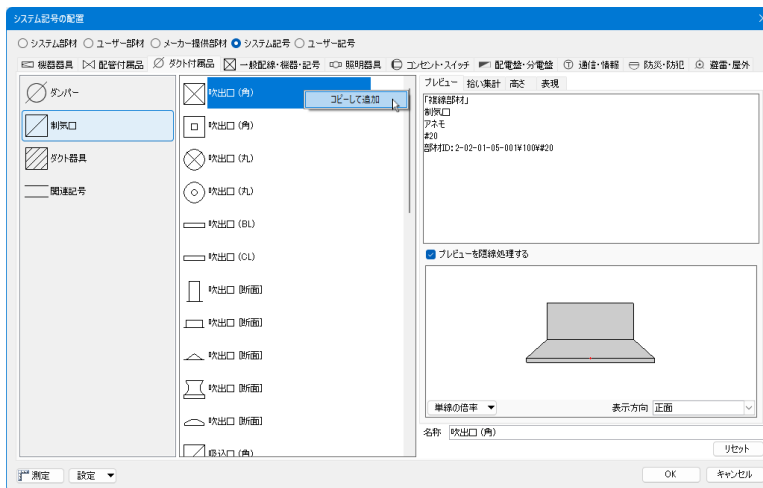 システム記号の配置
システム部材 ユーザー部材 メーカー提供部材 システム記号 ユーザー記号
機器器具 配管付属品 ダクト付属品 一般配線・機器・記号 照明器具 コンセント・スイッチ 配電盤・分電盤 通信・情報 防災・防犯 避雷・屋外
ダンパー
制気口
ダクト器具
関連記号
吹出口 (角)
コピーして追加
吹出口 (角)
吹出口 (丸)
吹出口 (丸)
吹出口 (BL)
吹出口 (CL)
吹出口 [断面]
吹出口 [断面]
吹出口 [断面]
吹出口 [断面]
吹出口 [断面]
吸込口 (角)
プレビュー 拾い集計 高さ 表現
「複線部材」
制気口
アネモ
#20
部材ID:2-02-01-05-001¥100¥#20
プレビューを隠線処理する
単線の倍率
表示方向 正面
名称 吹出口 (角)
リセット
測定 設定
OK キャンセル